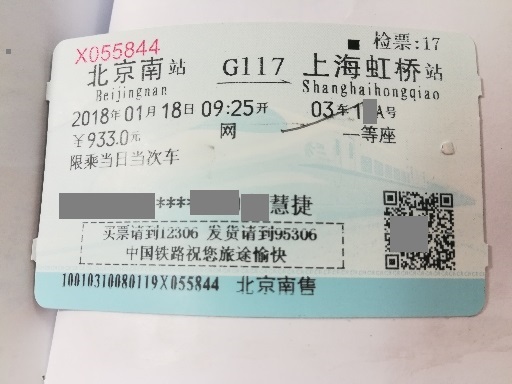 X055844 检票:17
北京南站 G117 上海虹桥站
Beijingnan Shanghaihongqiao
2018年01月18日09:25开 03车1 A号
¥933.0元 网 一等座
限乘当日当次车
*** 慧捷
买票请到12306 发货请到95306
中国铁路祝您旅途愉快
10010310080119X055844 北京南售